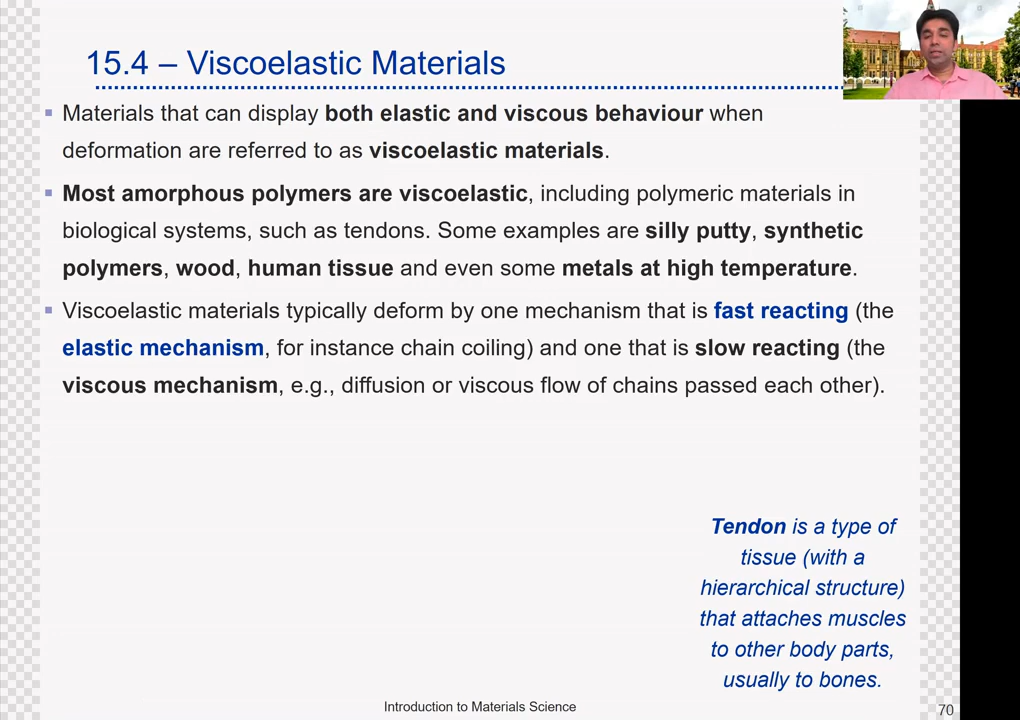 15.4 – Viscoelastic Materials
▪ Materials that can display both elastic and viscous behaviour when
deformation are referred to as viscoelastic materials.
▪ Most amorphous polymers are viscoelastic, including polymeric materials in
biological systems, such as tendons. Some examples are silly putty, synthetic
polymers, wood, human tissue and even some metals at high temperature.
▪ Viscoelastic materials typically deform by one mechanism that is fast reacting (the
elastic mechanism, for instance chain coiling) and one that is slow reacting (the
viscous mechanism, e.g., diffusion or viscous flow of chains passed each other).
Tendon is a type of
tissue (with a
hierarchical structure)
that attaches muscles
to other body parts,
usually to bones.
Introduction to Materials Science
70